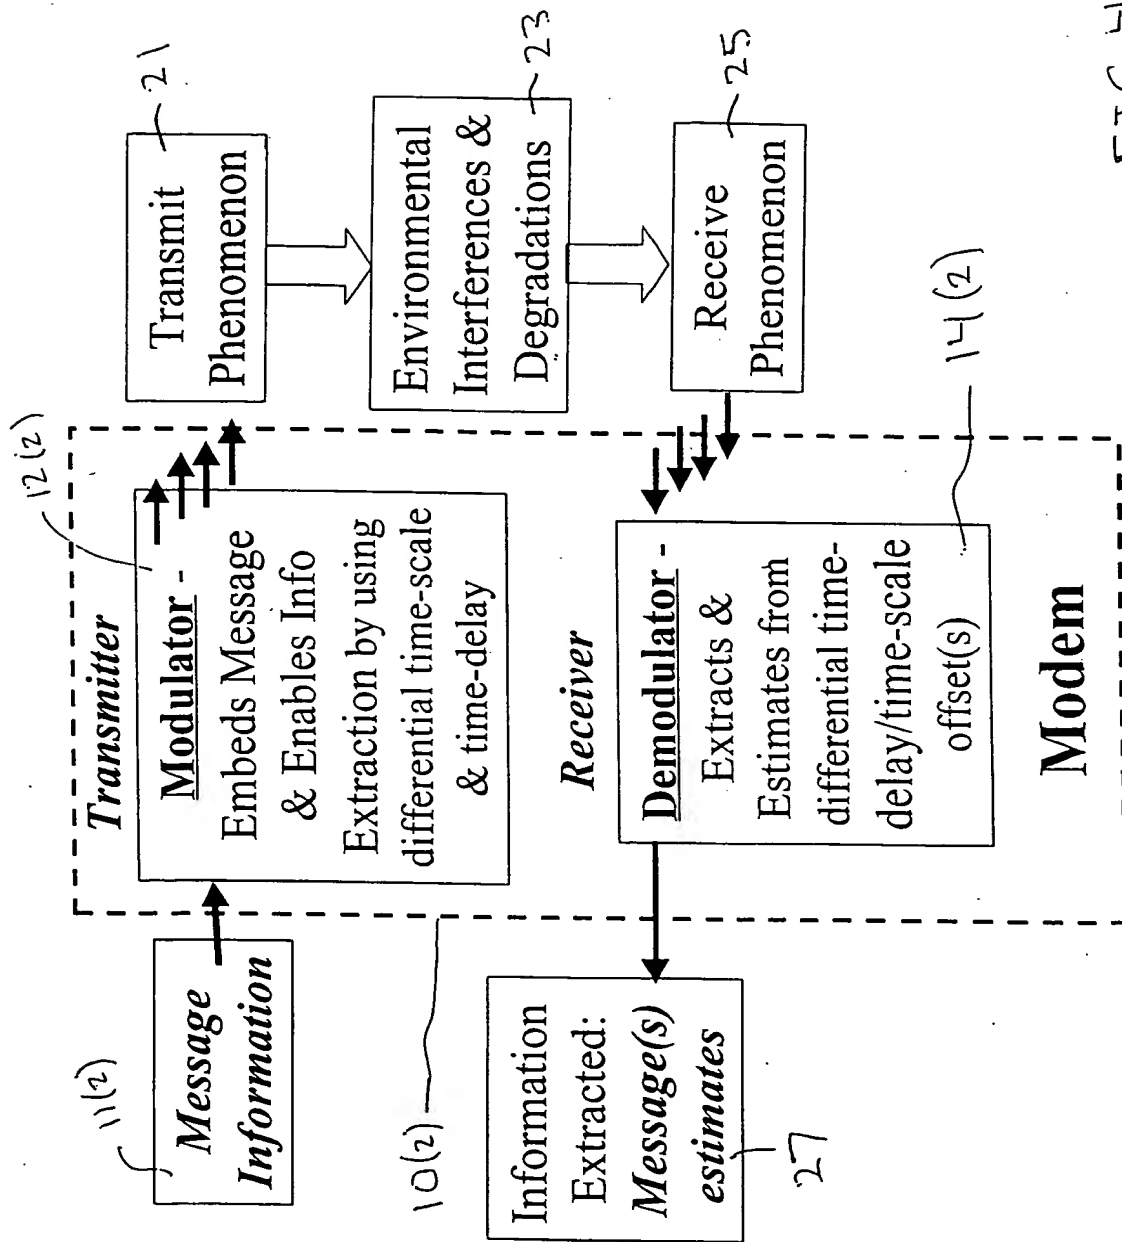 11(2)
Message
Information
10(2)
Transmitter
12(2)
Modulator -
Embeds Message
& Enables Info
Extraction by using
differential time-scale
& time-delay
Transmit
Phenomenon
21
Environmental
Interferences &
Degradations
23
Receive
Phenomenon
25
Receiver
Demodulator -
Extracts &
Estimates from
differential time-
delay/time-scale
offset(s)
14(2)
Information
Extracted:
Message(s)
estimates
27
Modem
FIG 4